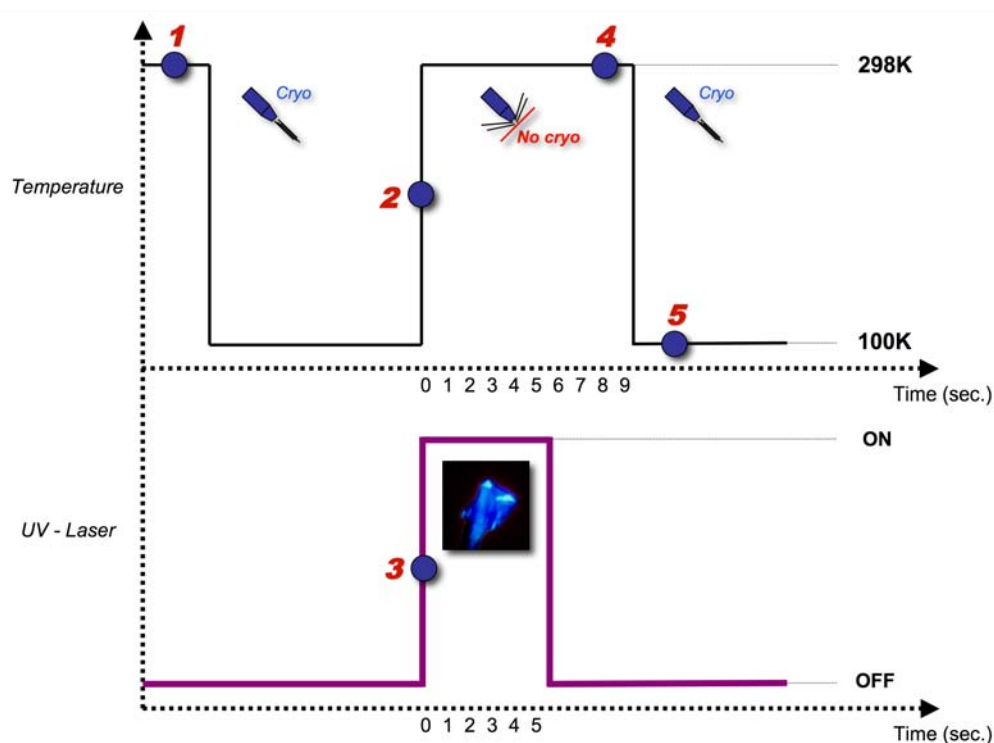 1
4
298K
Cryo
Cryo
No cryo
Temperature
2
5
100K
0 1 2 3 4 5 6 7 8 9
Time (sec.)
ON
UV - Laser
3
OFF
0 1 2 3 4 5
Time (sec.)